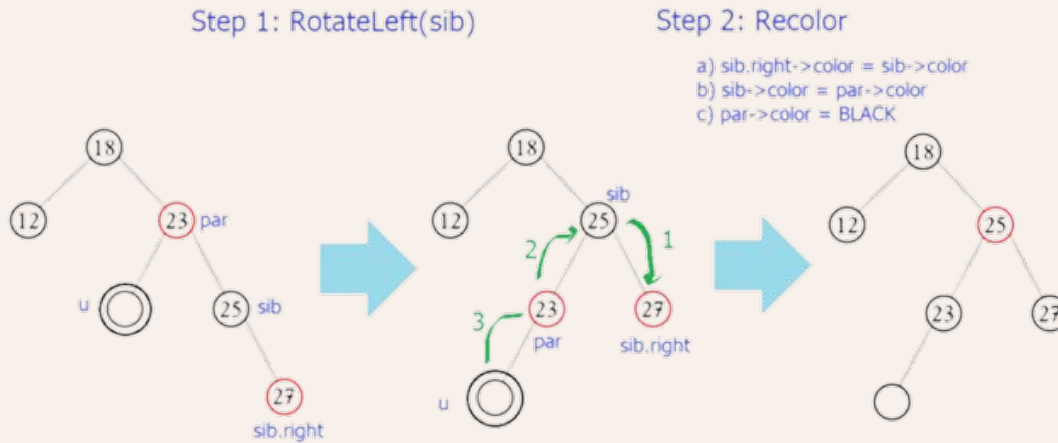 Step 1: RotateLeft(sib)
Step 2: Recolor
a) sib.right->color = sib->color
b) sib->color = par->color
c) par->color = BLACK
18
12
23 par
u
25 sib
27
sib.right
18
sib
12
25
1
2
23
27
3
par
sib.right
u
18
12
25
23
27